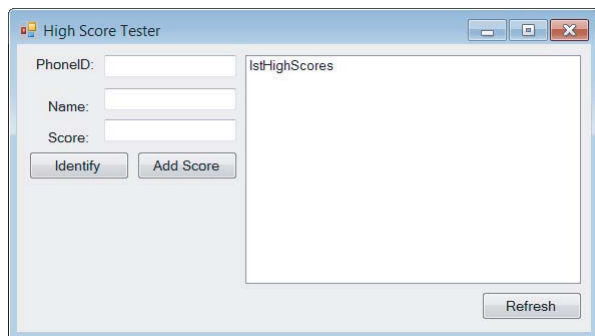 High Score Tester
PhoneID:
lstHighScores
Name:
Score:
Identify
Add Score
Refresh